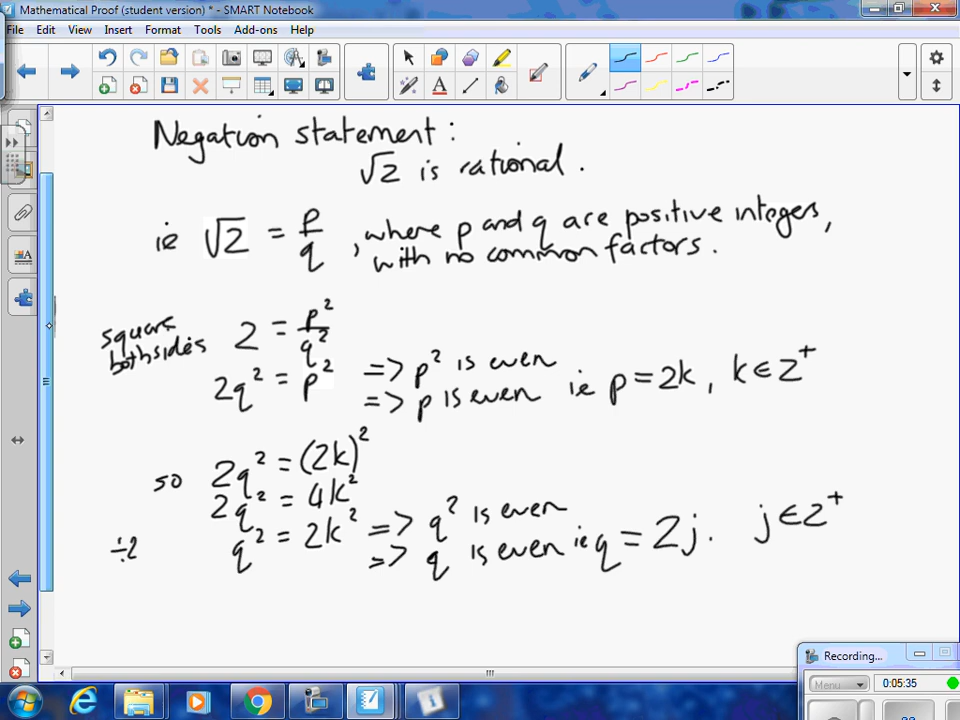 Mathematical Proof (student version) * - SMART Notebook
File Edit View Insert Format Tools Add-ons Help
Negation statement :
√2 is rational .
ie √2 = p/q , where p and q are positive integers,
with no common factors .
square
both sides 2 = p²/q²
2q² = p² => p² is even
=> p is even ie p = 2k , k ∈ Z⁺
so 2q² = (2k)²
2q² = 4k²
÷2 q² = 2k² => q² is even
=> q is even ie q = 2j . j ∈ Z⁺
Recording...
Menu 0:05:35